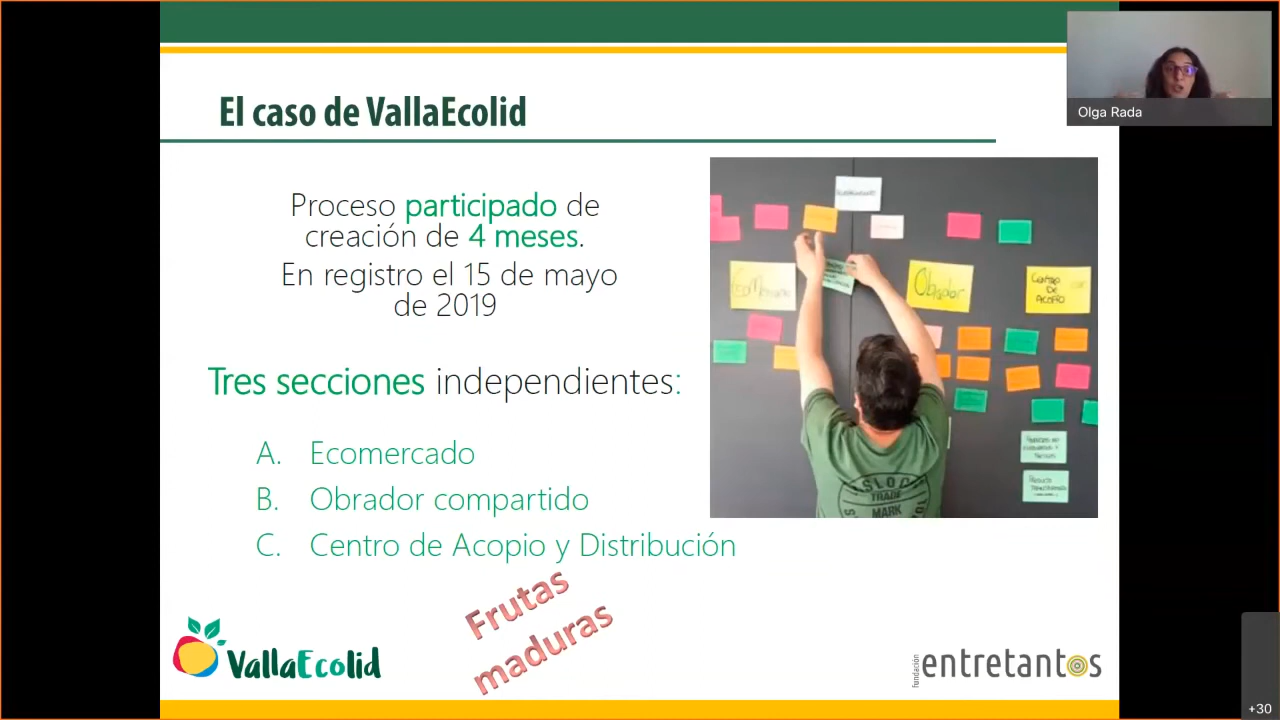 El caso de VallaEcolid
Olga Rada
Proceso participado de
creación de 4 meses.
En registro el 15 de mayo
de 2019
Tres secciones independientes:
A. Ecomercado
B. Obrador compartido
C. Centro de Acopio y Distribución
Frutas
maduras
Obrador
CENTRO
DE
ACOPIO
TRADE
MARK
VallaEcolid
fundación
entretantos
+30